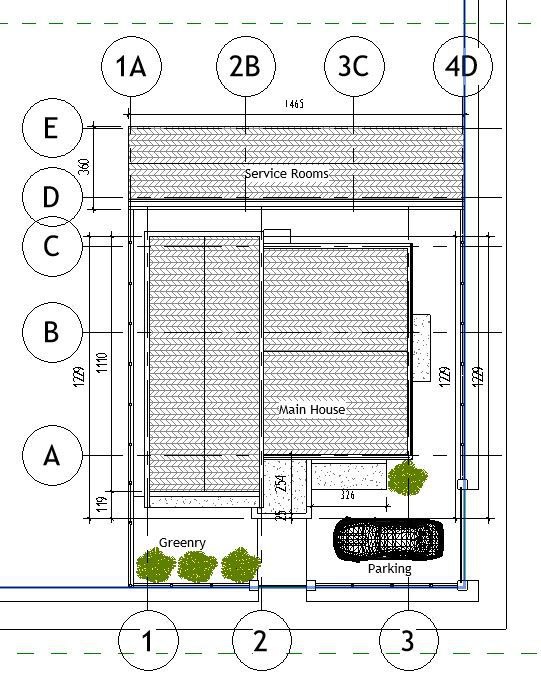 1A 2B 3C 4D
1465
E
360
Service Rooms
D
C
B
1229
1110
1229
1229
Main House
A
254
326
119
25
Greenry
Parking
1 2 3